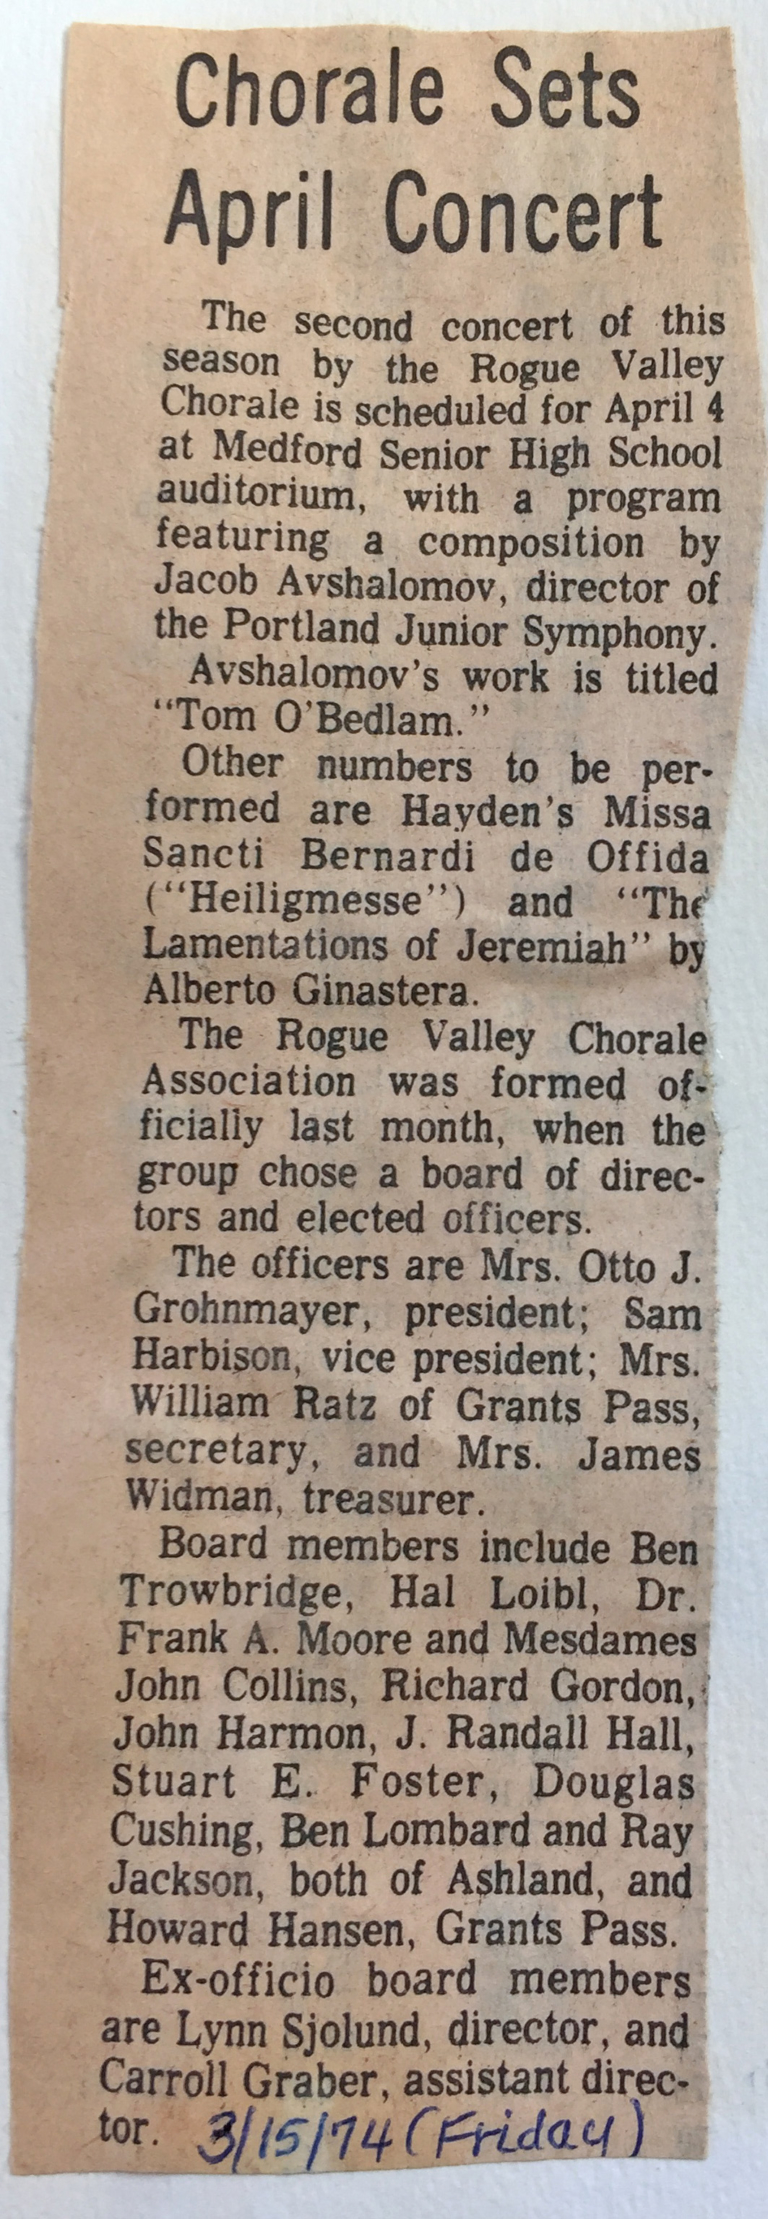 Chorale Sets
April Concert
The second concert of this
season by the Rogue Valley
Chorale is scheduled for April 4
at Medford Senior High School
auditorium, with a program
featuring a composition by
Jacob Avshalomov, director of
the Portland Junior Symphony.
Avshalomov's work is titled
"Tom O'Bedlam."
Other numbers to be per-
formed are Hayden's Missa
Sancti Bernardi de Offida
("Heiligmesse") and "The
Lamentations of Jeremiah" by
Alberto Ginastera.
The Rogue Valley Chorale
Association was formed of-
ficially last month, when the
group chose a board of direc-
tors and elected officers.
The officers are Mrs. Otto J.
Grohnmayer, president; Sam
Harbison, vice president; Mrs.
William Ratz of Grants Pass,
secretary, and Mrs. James
Widman, treasurer.
Board members include Ben
Trowbridge, Hal Loibl, Dr.
Frank A. Moore and Mesdames
John Collins, Richard Gordon,
John Harmon, J. Randall Hall,
Stuart E. Foster, Douglas
Cushing, Ben Lombard and Ray
Jackson, both of Ashland, and
Howard Hansen, Grants Pass.
Ex-officio board members
are Lynn Sjolund, director, and
Carroll Graber, assistant direc-
tor. 3/15/74 (Friday)